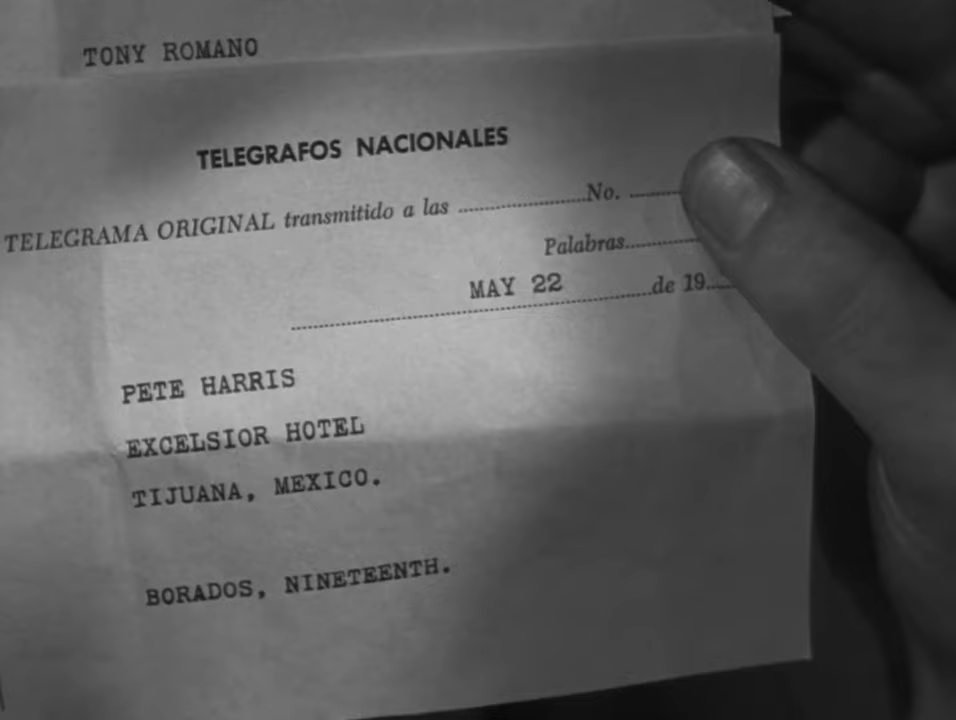 TONY ROMANO
TELEGRAFOS NACIONALES
TELEGRAMA ORIGINAL transmitido a las ..............................No. ............
Palabras................
MAY 22 ..............................de 19......
PETE HARRIS
EXCELSIOR HOTEL
TIJUANA, MEXICO.
BORADOS, NINETEENTH.